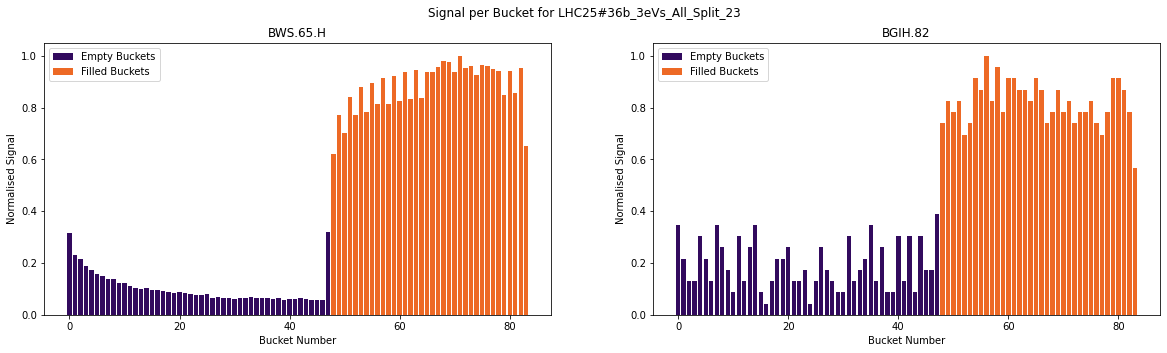 Signal per Bucket for LHC25#36b_3eVs_All_Split_23
BWS.65.H
Empty Buckets
Filled Buckets
Normalised Signal
1.0
0.8
0.6
0.4
0.2
0.0
0
20
40
60
80
Bucket Number
BGIH.82
Empty Buckets
Filled Buckets
Normalised Signal
1.0
0.8
0.6
0.4
0.2
0.0
0
20
40
60
80
Bucket Number